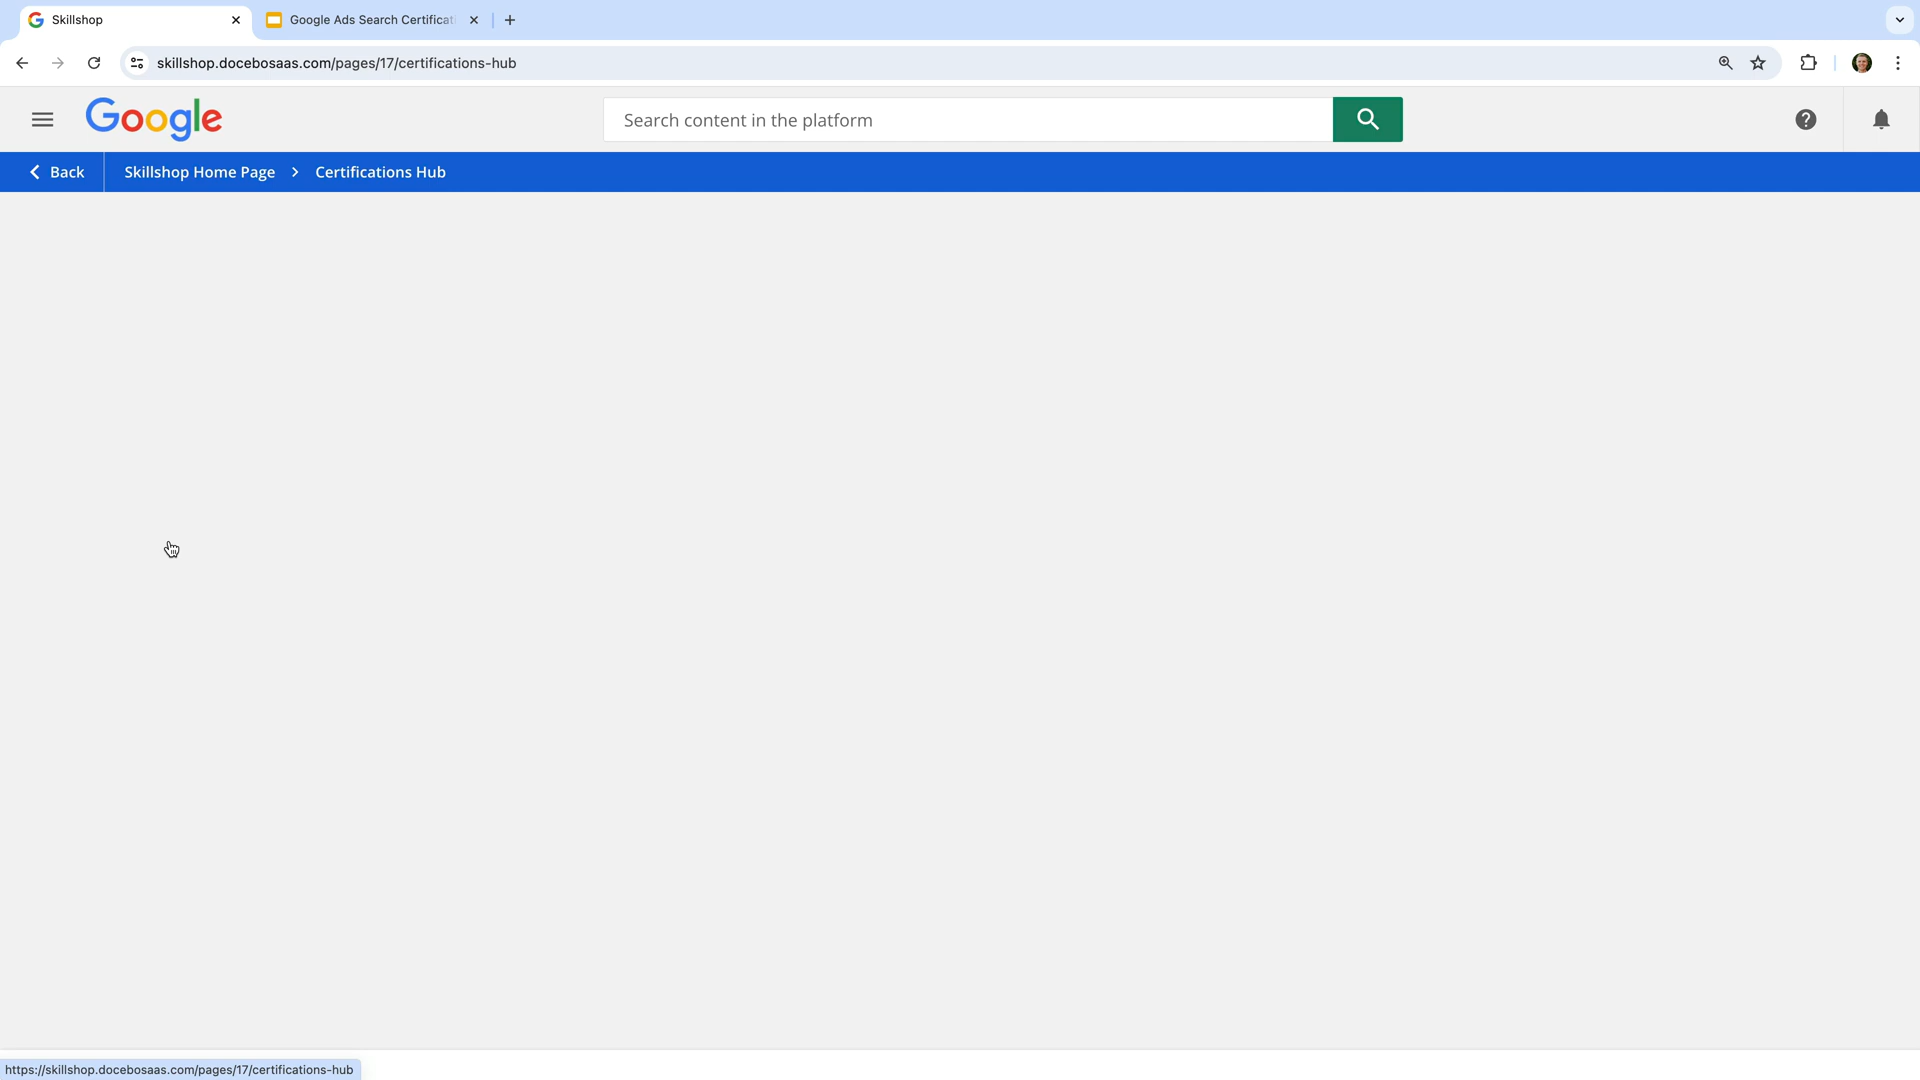 Skillshop
Google Ads Search Certificat
skillshop.docebosaas.com/pages/17/certifications-hub
Google
Search content in the platform
Back
Skillshop Home Page > Certifications Hub
https://skillshop.docebosaas.com/pages/17/certifications-hub